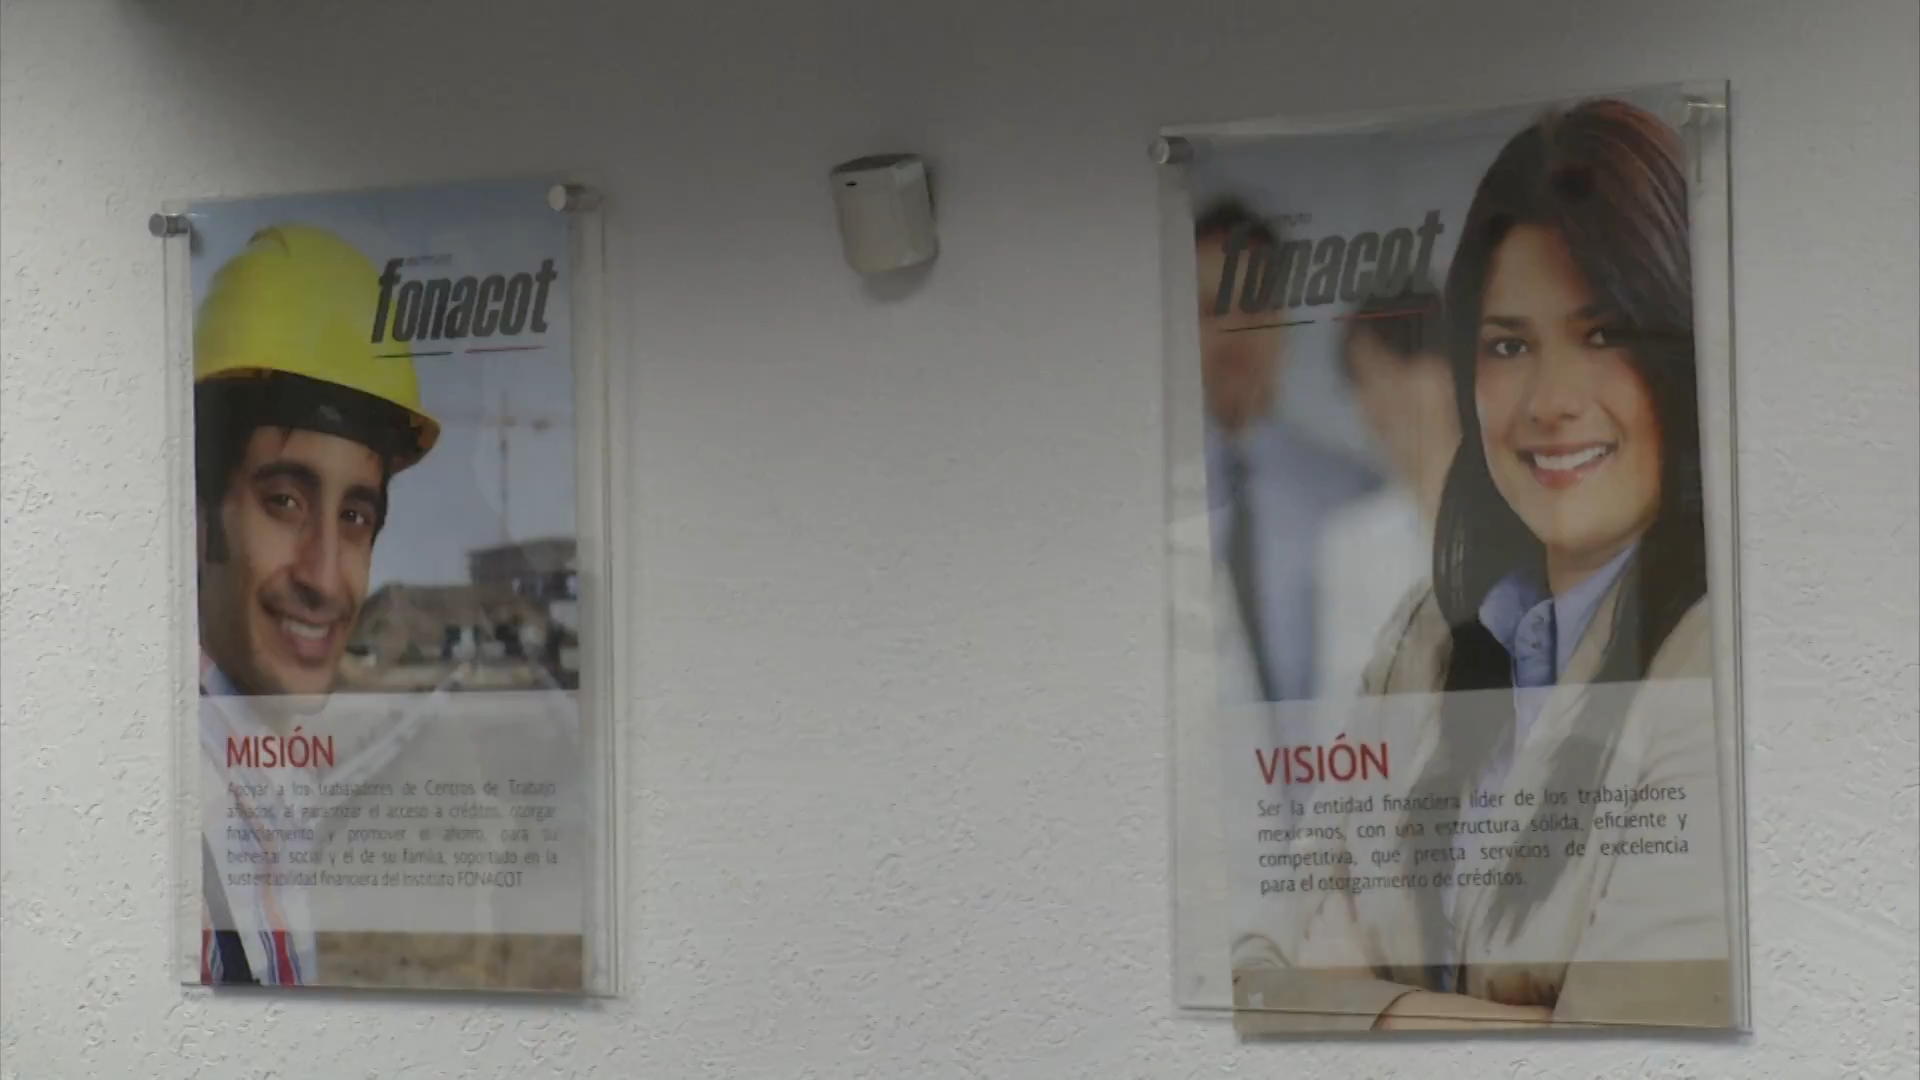 INSTITUTO
fonacot
MISIÓN
Apoyar a los trabajadores de Centros de Trabajo
afiliados, al garantizar el acceso a créditos, otorgar
financiamiento y promover el ahorro, para su
bienestar social y el de su familia, soportado en la
sustentabilidad financiera del Instituto FONACOT
INSTITUTO
fonacot
VISIÓN
Ser la entidad financiera líder de los trabajadores
mexicanos, con una estructura sólida, eficiente y
competitiva, que presta servicios de excelencia
para el otorgamiento de créditos.